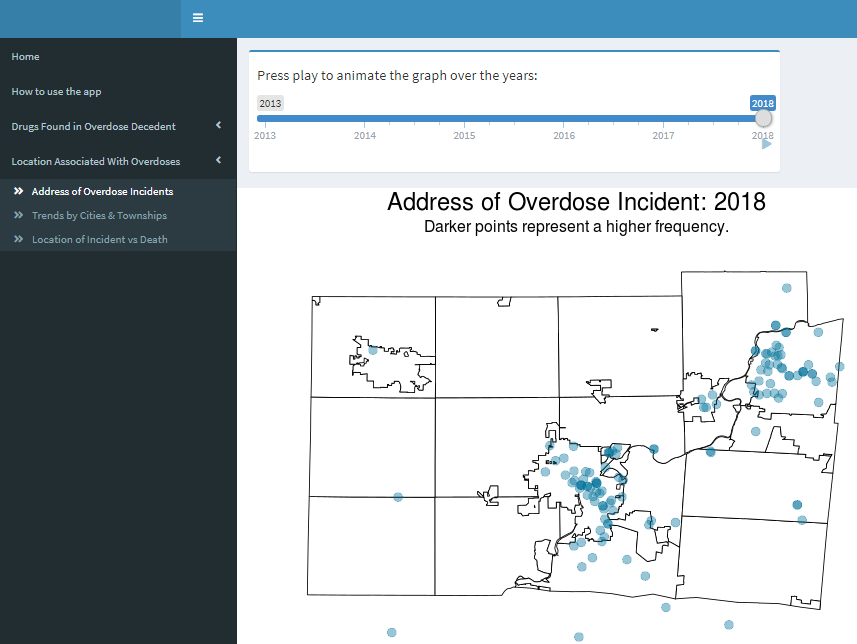 Home
How to use the app
Drugs Found in Overdose Decedent
Location Associated With Overdoses
Address of Overdose Incidents
Trends by Cities & Townships
Location of Incident vs Death
Press play to animate the graph over the years:
2013 2018
2013 2014 2015 2016 2017 2018
Address of Overdose Incident: 2018
Darker points represent a higher frequency.